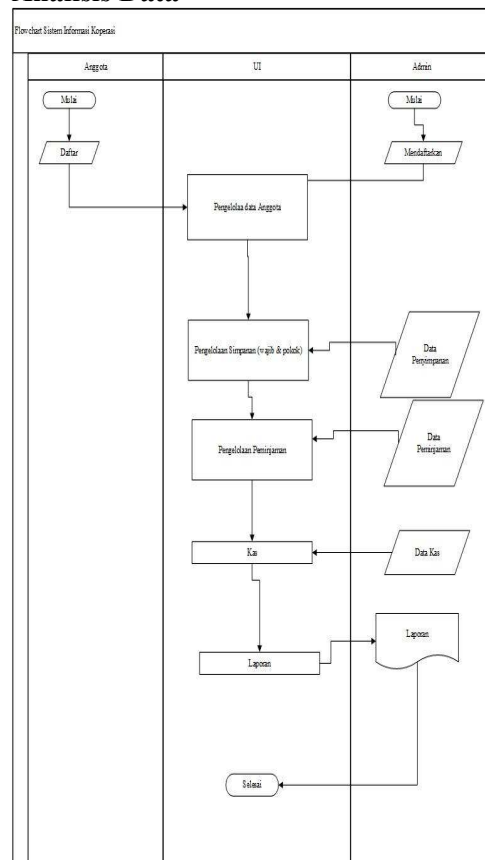 Analisis Data
Flowchart Sistem Informasi Koperasi
Anggota
UI
Admin
Mulai
Mulai
Daftar
Mendaftarkan
Pengelolaa data Anggota
Pengelolaan Simpanan (wajib & pokok)
Data
Penyimpanan
Pengelolaan Peminjaman
Data
Peminjaman
Kas
Data Kas
Laporan
Laporan
Selesai